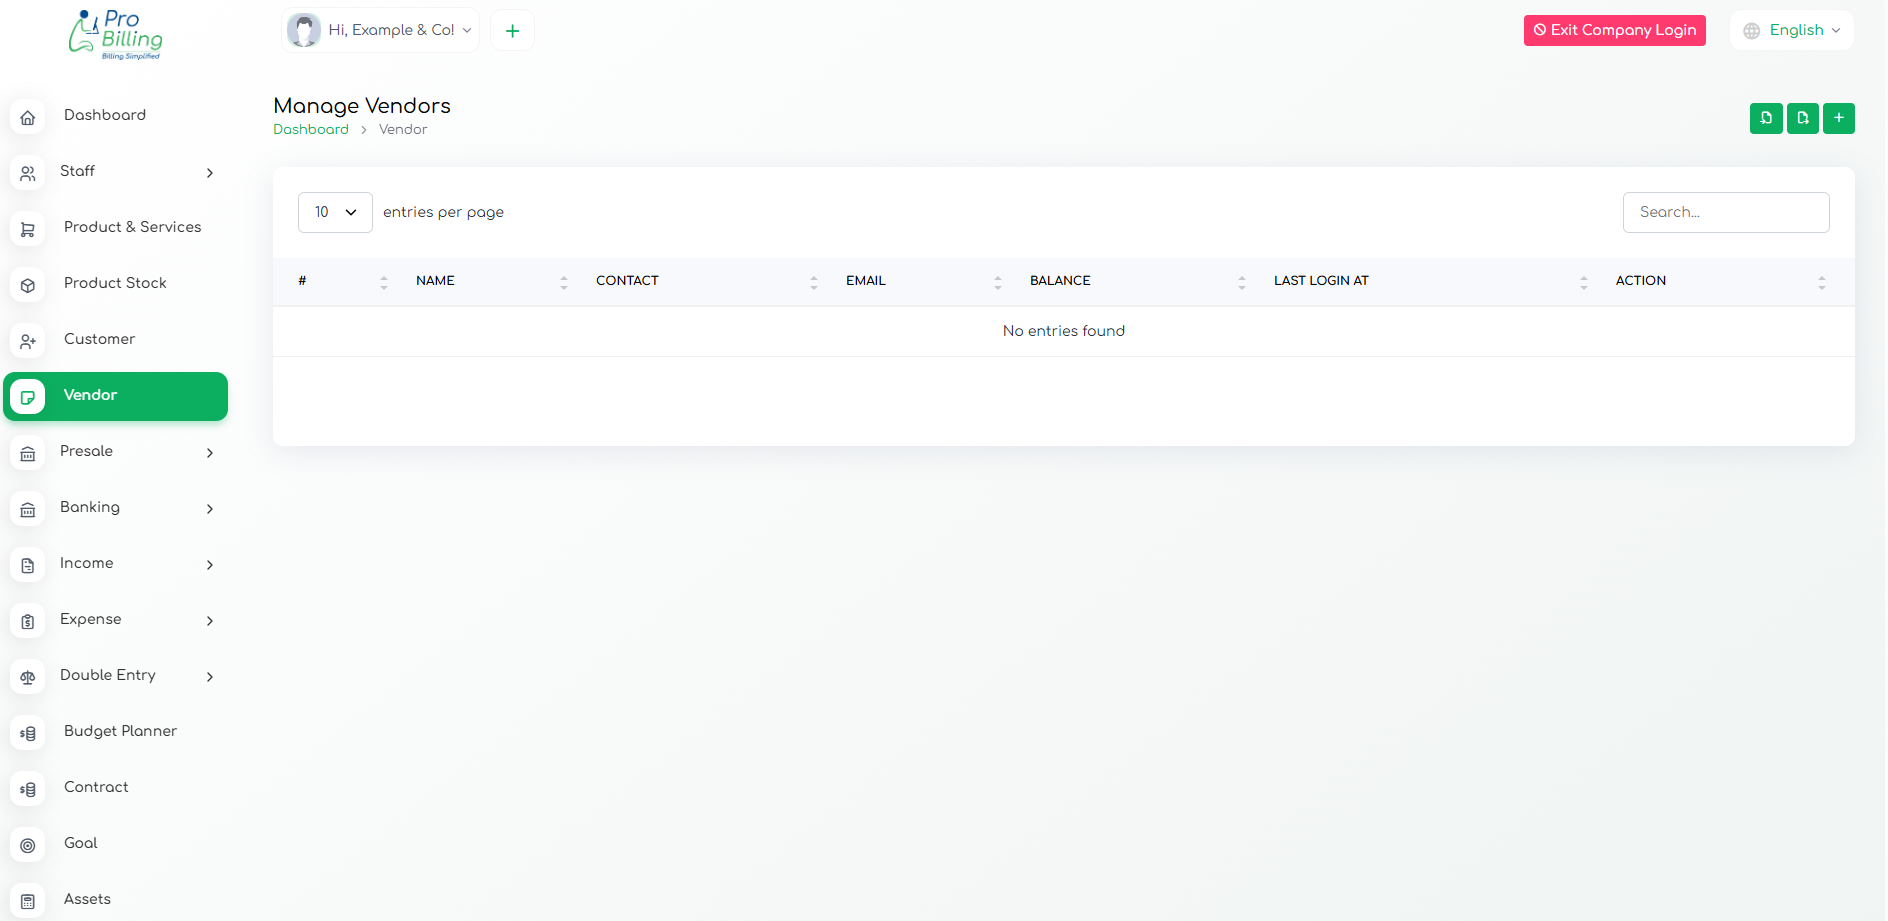 Pro
Billing
Billing Simplified
Hi, Example & Co!
Exit Company Login
English
Dashboard
Staff
Product & Services
Product Stock
Customer
Vendor
Presale
Banking
Income
Expense
Double Entry
Budget Planner
Contract
Goal
Assets
Manage Vendors
Dashboard > Vendor
10 entries per page
Search...
# NAME CONTACT EMAIL BALANCE LAST LOGIN AT ACTION
No entries found